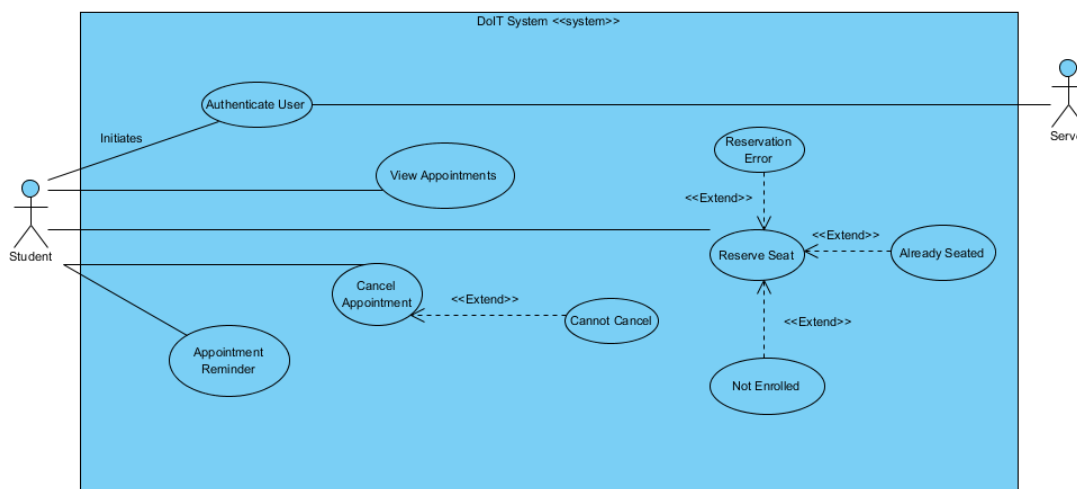 DoIT System <<system>>
Authenticate User
Initiates
Reservation
Error
View Appointments
<<Extend>>
Student
<<Extend>>
Reserve Seat
Already Seated
Cancel
Appointment
<<Extend>>
Cannot Cancel
<<Extend>>
Appointment
Reminder
Not Enrolled